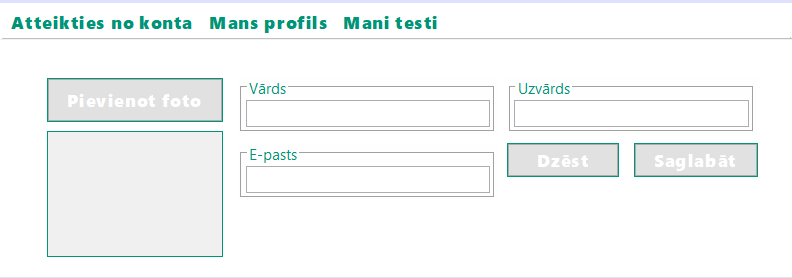 Atteikties no konta Mans profils Mani testi
Pievienot foto
Vārds
Uzvārds
E-pasts
Dzēst
Saglabāt